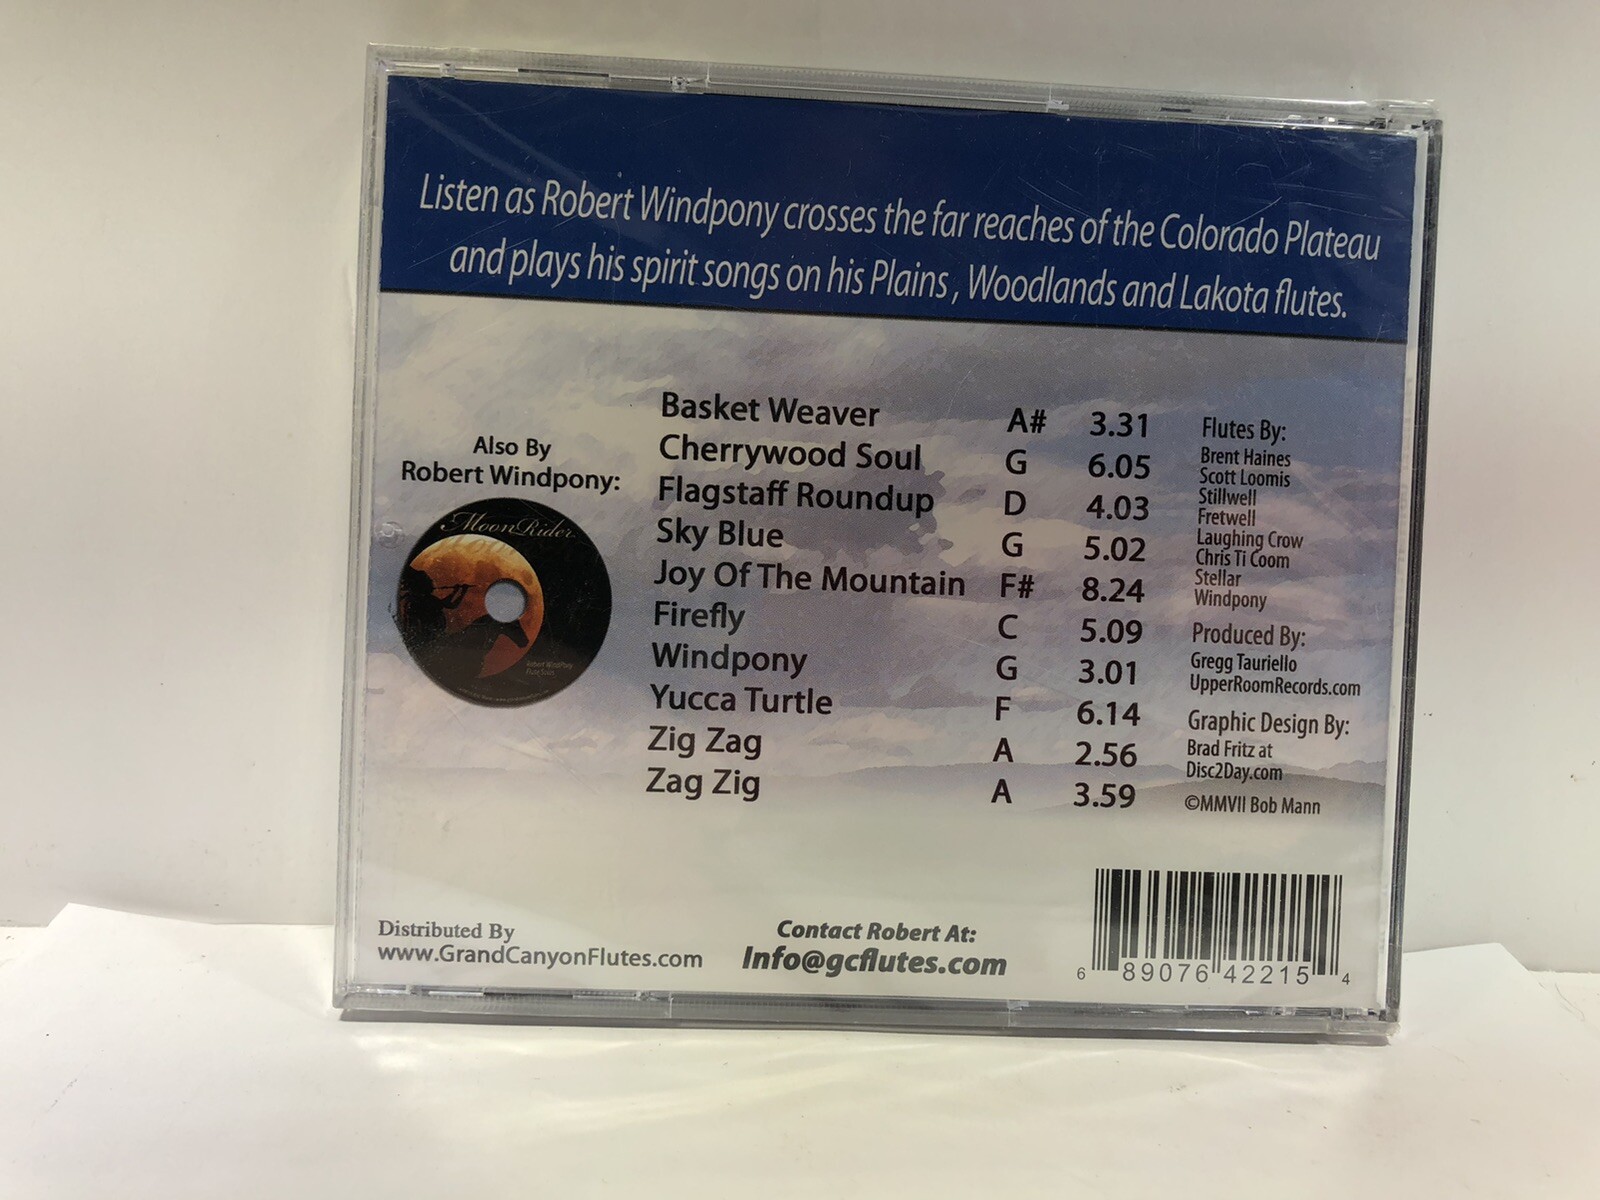 Listen as Robert Windpony crosses the far reaches of the Colorado Plateau
and plays his spirit songs on his Plains, Woodlands and Lakota flutes.
Also By
Robert Windpony:
MoonRider
Robert WindPony
Basket Weaver A# 3.31
Cherrywood Soul G 6.05
Flagstaff Roundup D 4.03
Sky Blue G 5.02
Joy Of The Mountain F# 8.24
Firefly C 5.09
Windpony G 3.01
Yucca Turtle F 6.14
Zig Zag A 2.56
Zag Zig A 3.59
Flutes By:
Brent Haines
Scott Loomis
Stillwell
Fretwell
Laughing Crow
Chris Ti Coom
Stellar
Windpony
Produced By:
Gregg Tauriello
UpperRoomRecords.com
Graphic Design By:
Brad Fritz at
Disc2Day.com
©MMVII Bob Mann
Distributed By
www.GrandCanyonFlutes.com
Contact Robert At:
Info@gcflutes.com
6 89076 42215 4